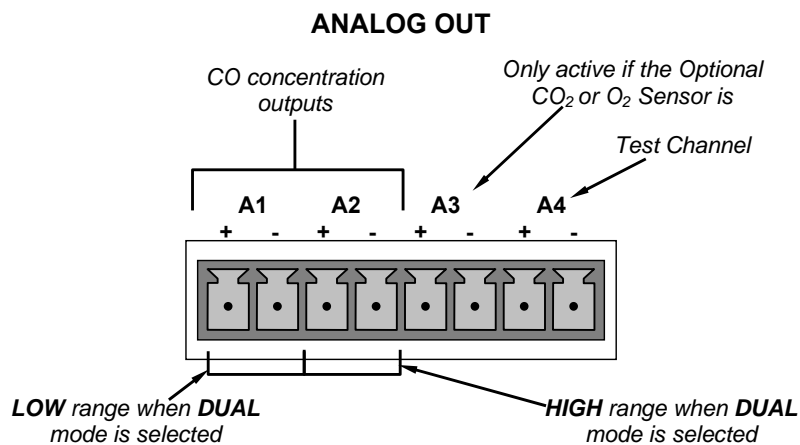 ANALOG OUT
CO concentration
outputs
Only active if the Optional
CO₂ or O₂ Sensor is
Test Channel
A1 A2 A3 A4
+ - + - + - + -
LOW range when DUAL
mode is selected
HIGH range when DUAL
mode is selected